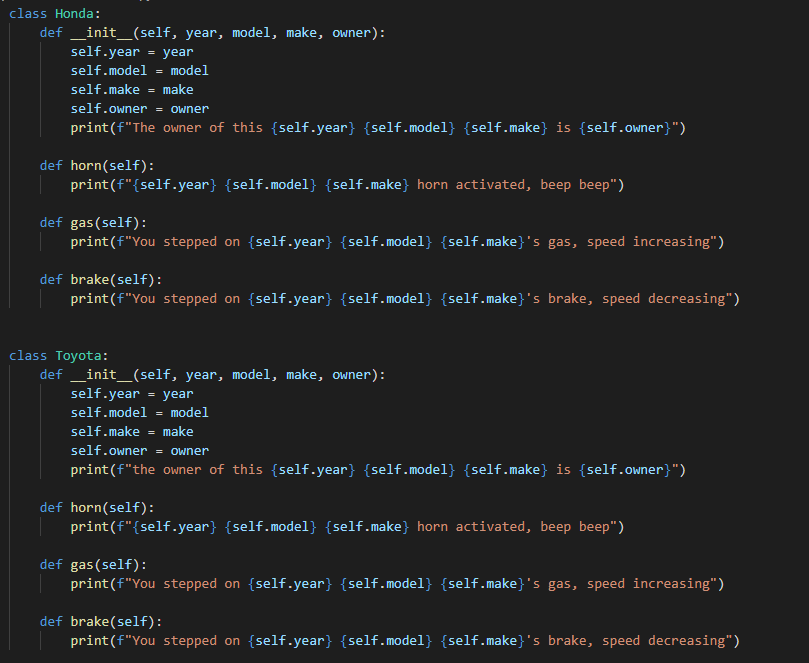 class Honda:
    def __init__(self, year, model, make, owner):
        self.year = year
        self.model = model
        self.make = make
        self.owner = owner
        print(f"The owner of this {self.year} {self.model} {self.make} is {self.owner}")

    def horn(self):
        print(f"{self.year} {self.model} {self.make} horn activated, beep beep")

    def gas(self):
        print(f"You stepped on {self.year} {self.model} {self.make}'s gas, speed increasing")

    def brake(self):
        print(f"You stepped on {self.year} {self.model} {self.make}'s brake, speed decreasing")


class Toyota:
    def __init__(self, year, model, make, owner):
        self.year = year
        self.model = model
        self.make = make
        self.owner = owner
        print(f"the owner of this {self.year} {self.model} {self.make} is {self.owner}")

    def horn(self):
        print(f"{self.year} {self.model} {self.make} horn activated, beep beep")

    def gas(self):
        print(f"You stepped on {self.year} {self.model} {self.make}'s gas, speed increasing")

    def brake(self):
        print(f"You stepped on {self.year} {self.model} {self.make}'s brake, speed decreasing")